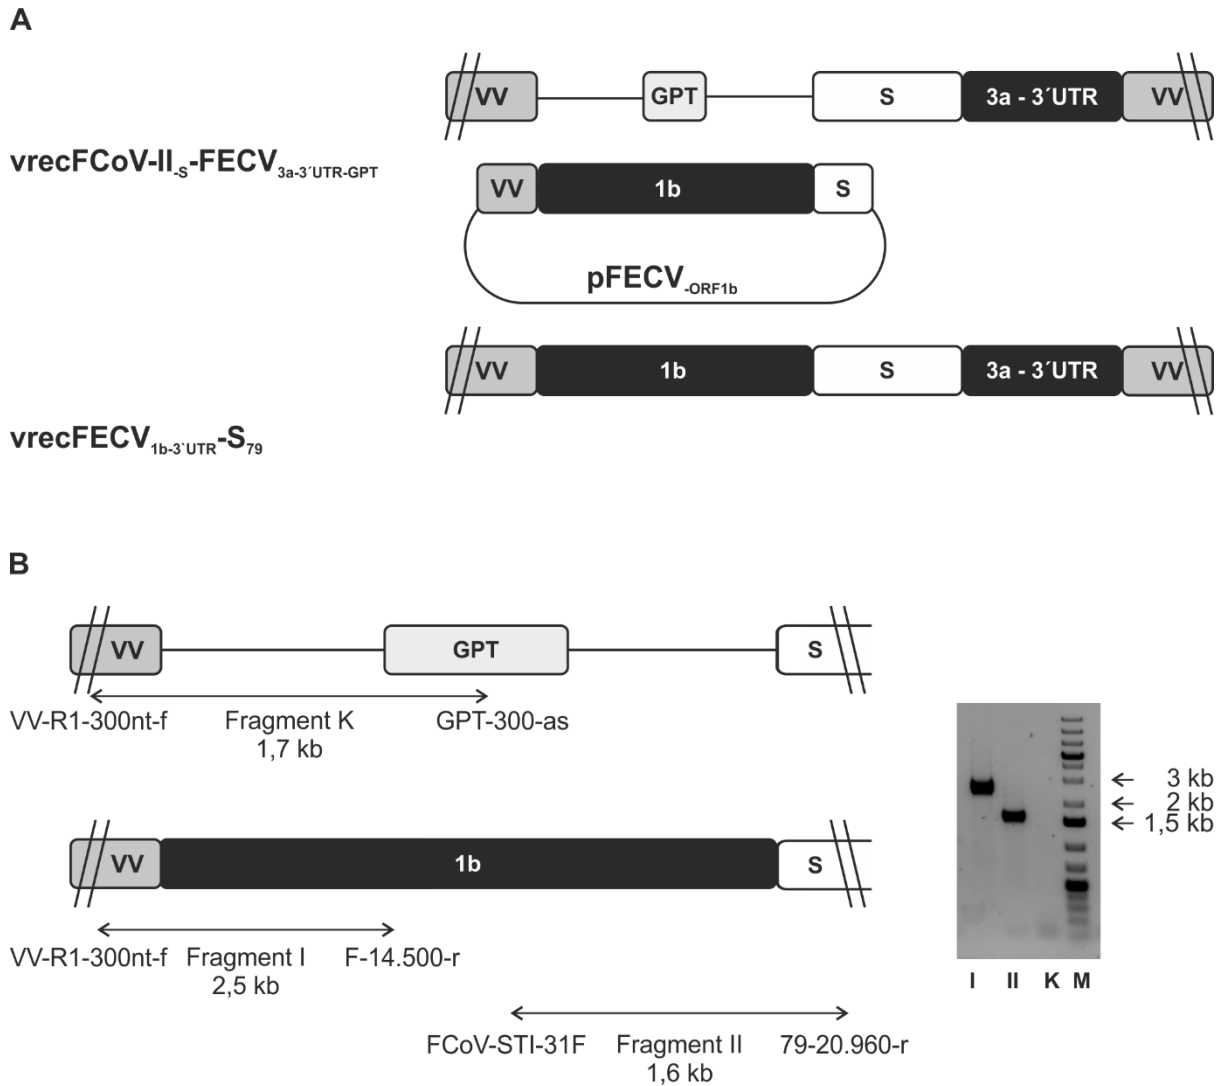 A
VV GPT S 3a - 3´UTR VV
vrecFCoV-II-S-FECV3a-3´UTR-GPT
VV 1b S
pFECV-ORF1b
VV 1b S 3a - 3´UTR VV
vrecFECV1b-3`UTR-S79
B
VV GPT S
VV-R1-300nt-f Fragment K GPT-300-as
1,7 kb
VV 1b S
VV-R1-300nt-f Fragment I F-14.500-r
2,5 kb
FCoV-STI-31F Fragment II 79-20.960-r
1,6 kb
3 kb
2 kb
1,5 kb
I II K M